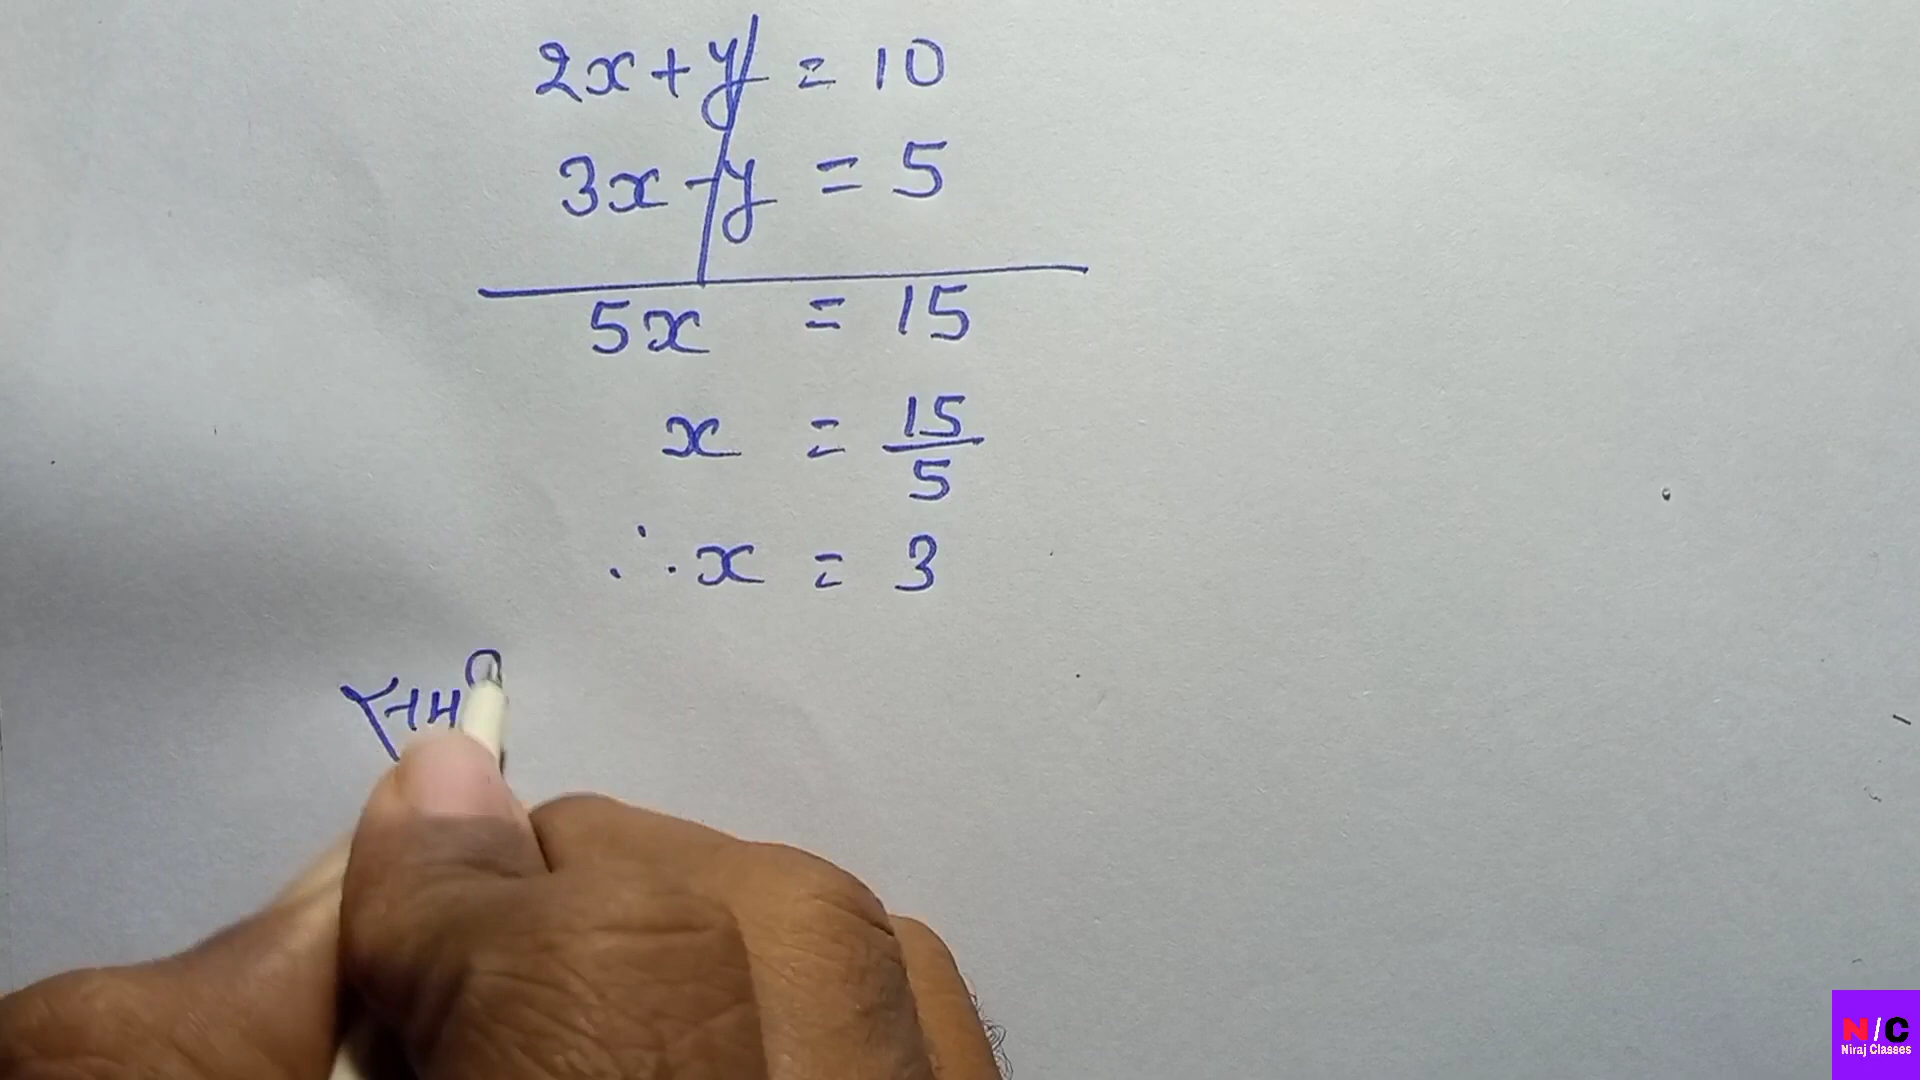 2x + y = 10
3x - y = 5
5x = 15
x = 15/5
∴ x = 3
N/C
Niraj Classes